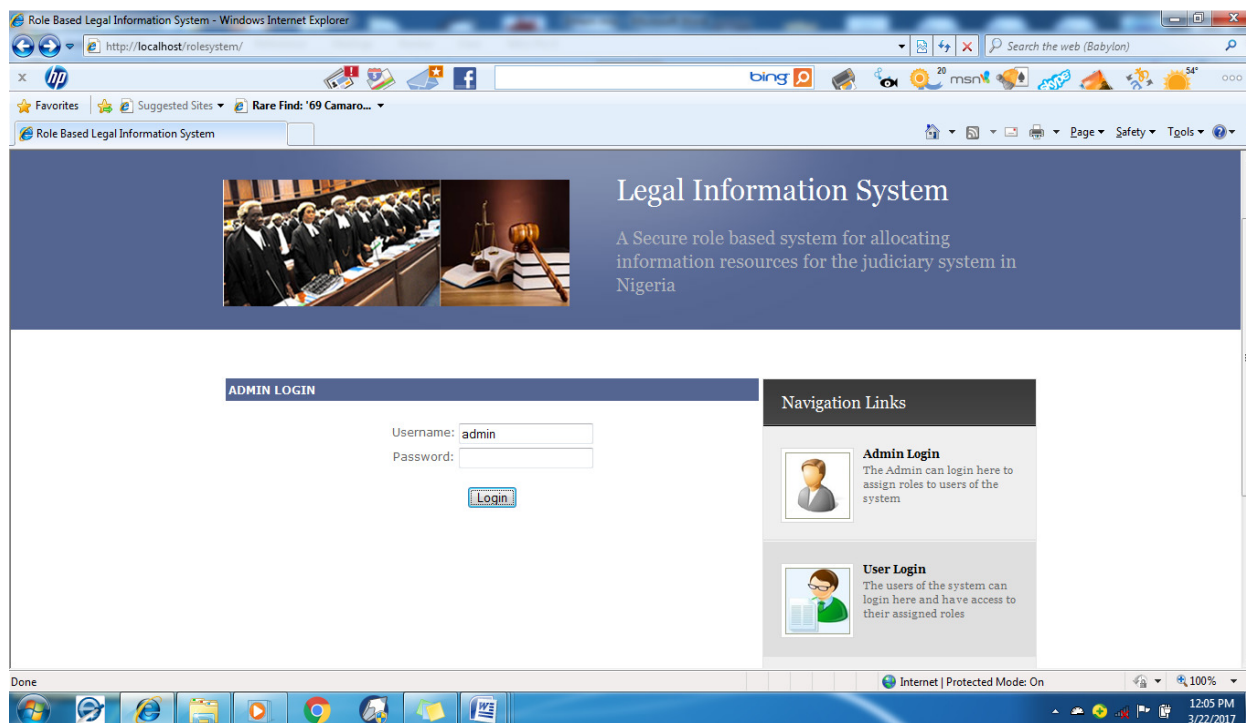 Role Based Legal Information System - Windows Internet Explorer
http://localhost/rolesystem/
Search the web (Babylon)
x hp f bing 20 msn 54°
Favorites Suggested Sites Rare Find: '69 Camaro...
Role Based Legal Information System
Page Safety Tools
Legal Information System
A Secure role based system for allocating
information resources for the judiciary system in
Nigeria
ADMIN LOGIN
Username: admin
Password:
Login
Navigation Links
Admin Login
The Admin can login here to
assign roles to users of the
system
User Login
The users of the system can
login here and have access to
their assigned roles
Done
Internet | Protected Mode: On
100%
12:05 PM
3/22/2017